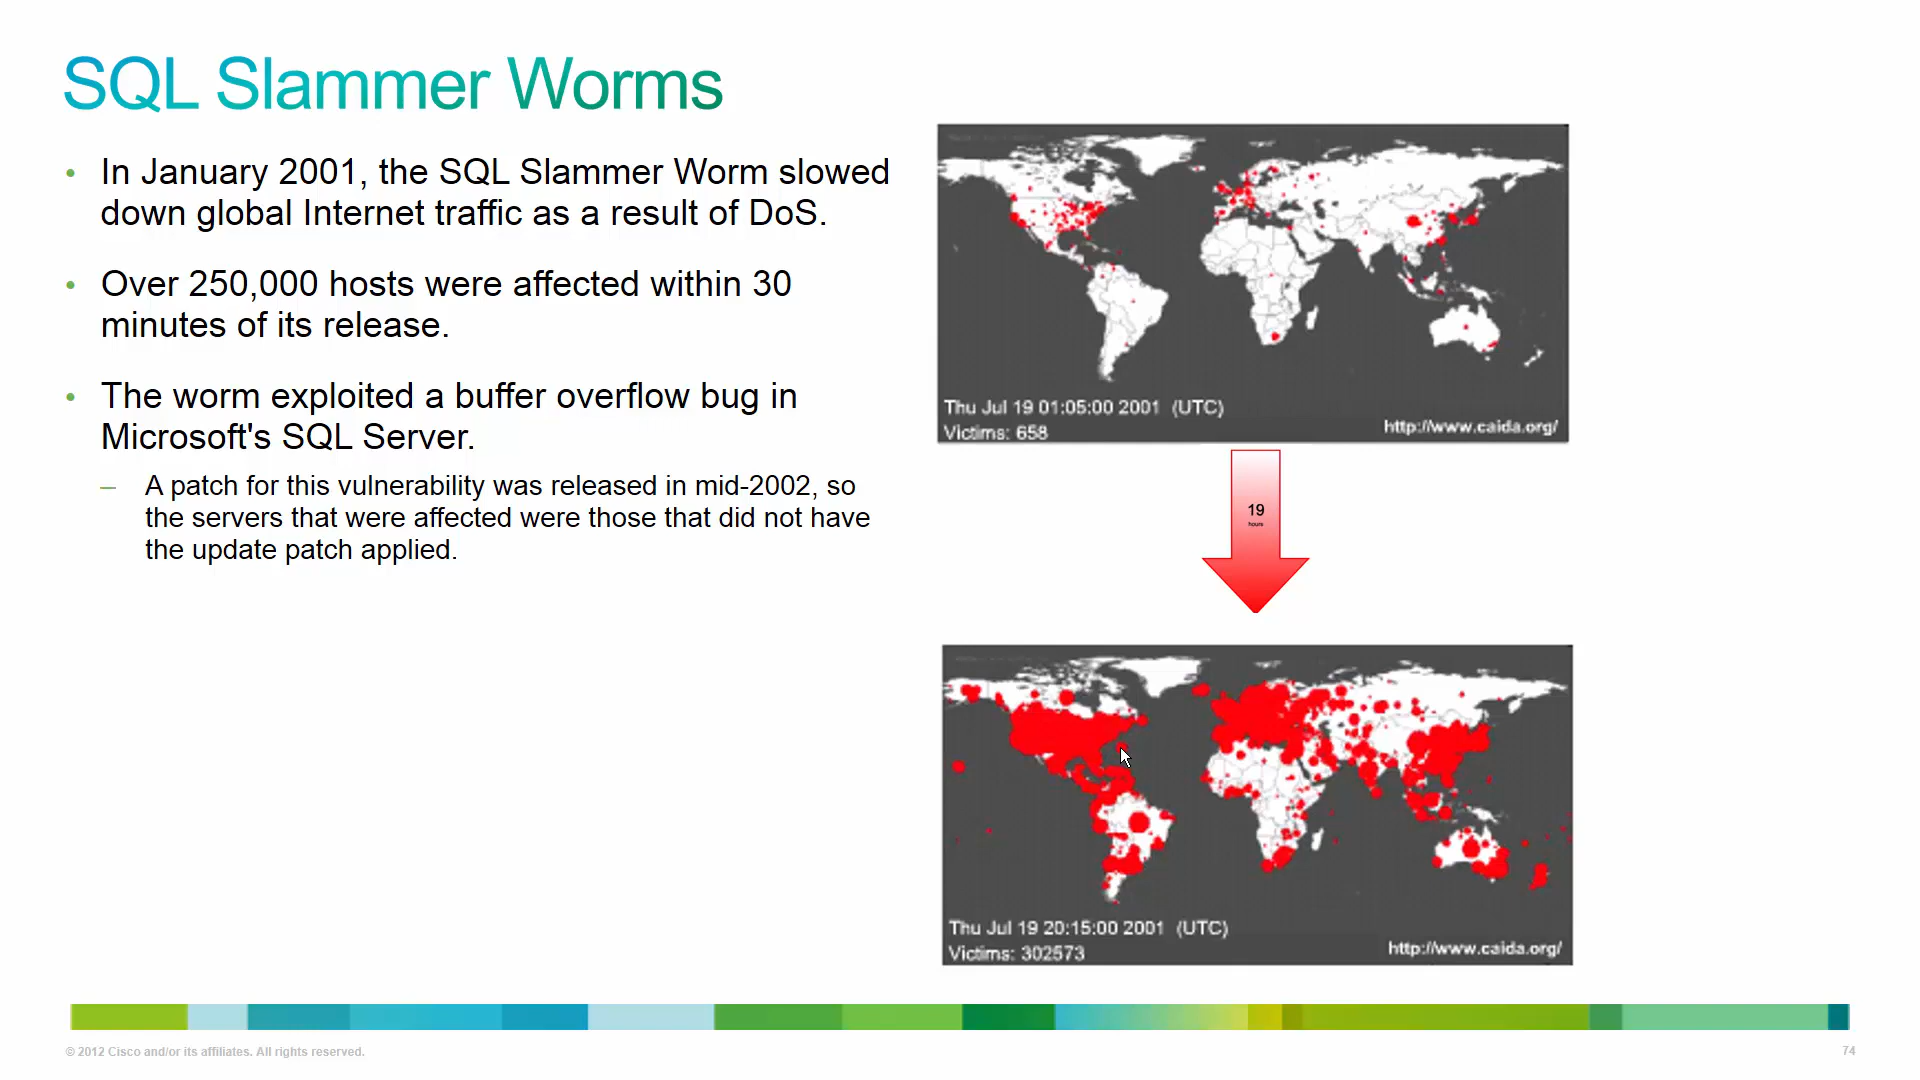 SQL Slammer Worms
• In January 2001, the SQL Slammer Worm slowed
down global Internet traffic as a result of DoS.
• Over 250,000 hosts were affected within 30
minutes of its release.
• The worm exploited a buffer overflow bug in
Microsoft's SQL Server.
– A patch for this vulnerability was released in mid-2002, so
the servers that were affected were those that did not have
the update patch applied.
Thu Jul 19 01:05:00 2001 (UTC)
Victims: 658
http://www.caida.org/
19
hours
Thu Jul 19 20:15:00 2001 (UTC)
Victims: 302573
http://www.caida.org/
© 2012 Cisco and/or its affiliates. All rights reserved.
74